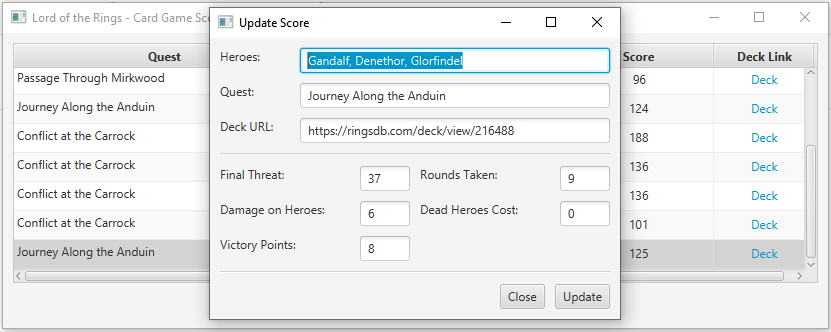 Lord of the Rings - Card Game Sco
Update Score
Quest
Score
Deck Link
Heroes:
Gandalf, Denethor, Glorfindel
Passage Through Mirkwood
96
Deck
Quest:
Journey Along the Anduin
Journey Along the Anduin
124
Deck
Deck URL:
https://ringsdb.com/deck/view/216488
Conflict at the Carrock
188
Deck
Conflict at the Carrock
136
Deck
Final Threat:
37
Rounds Taken:
9
Conflict at the Carrock
136
Deck
Damage on Heroes:
6
Dead Heroes Cost:
0
Conflict at the Carrock
101
Deck
Victory Points:
8
Journey Along the Anduin
125
Deck
Close
Update